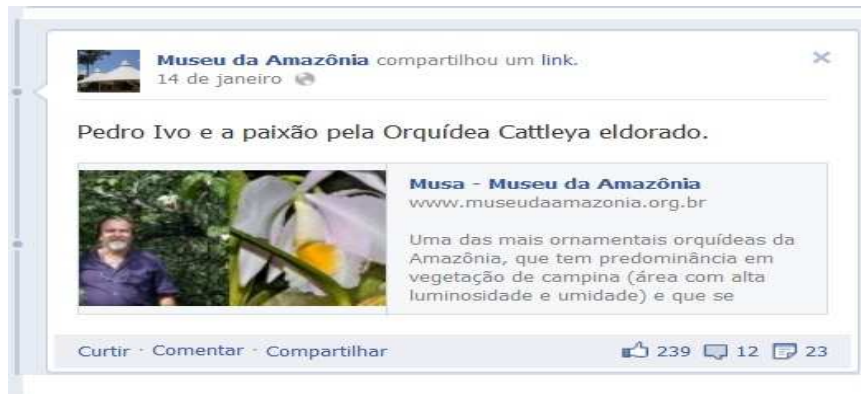 Museu da Amazônia compartilhou um link.
14 de janeiro
Pedro Ivo e a paixão pela Orquídea Cattleya eldorado.
Musa - Museu da Amazônia
www.museudaamazonia.org.br
Uma das mais ornamentais orquídeas da
Amazônia, que tem predominância em
vegetação de campina (área com alta
luminosidade e umidade) e que se
Curtir · Comentar · Compartilhar 239 12 23